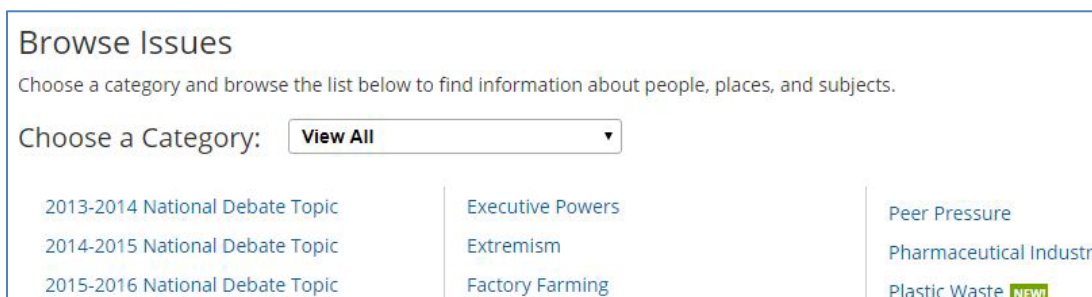 Browse Issues
Choose a category and browse the list below to find information about people, places, and subjects.
Choose a Category: View All
2013-2014 National Debate Topic
2014-2015 National Debate Topic
2015-2016 National Debate Topic
Executive Powers
Extremism
Factory Farming
Peer Pressure
Pharmaceutical Industr
Plastic Waste NEW!